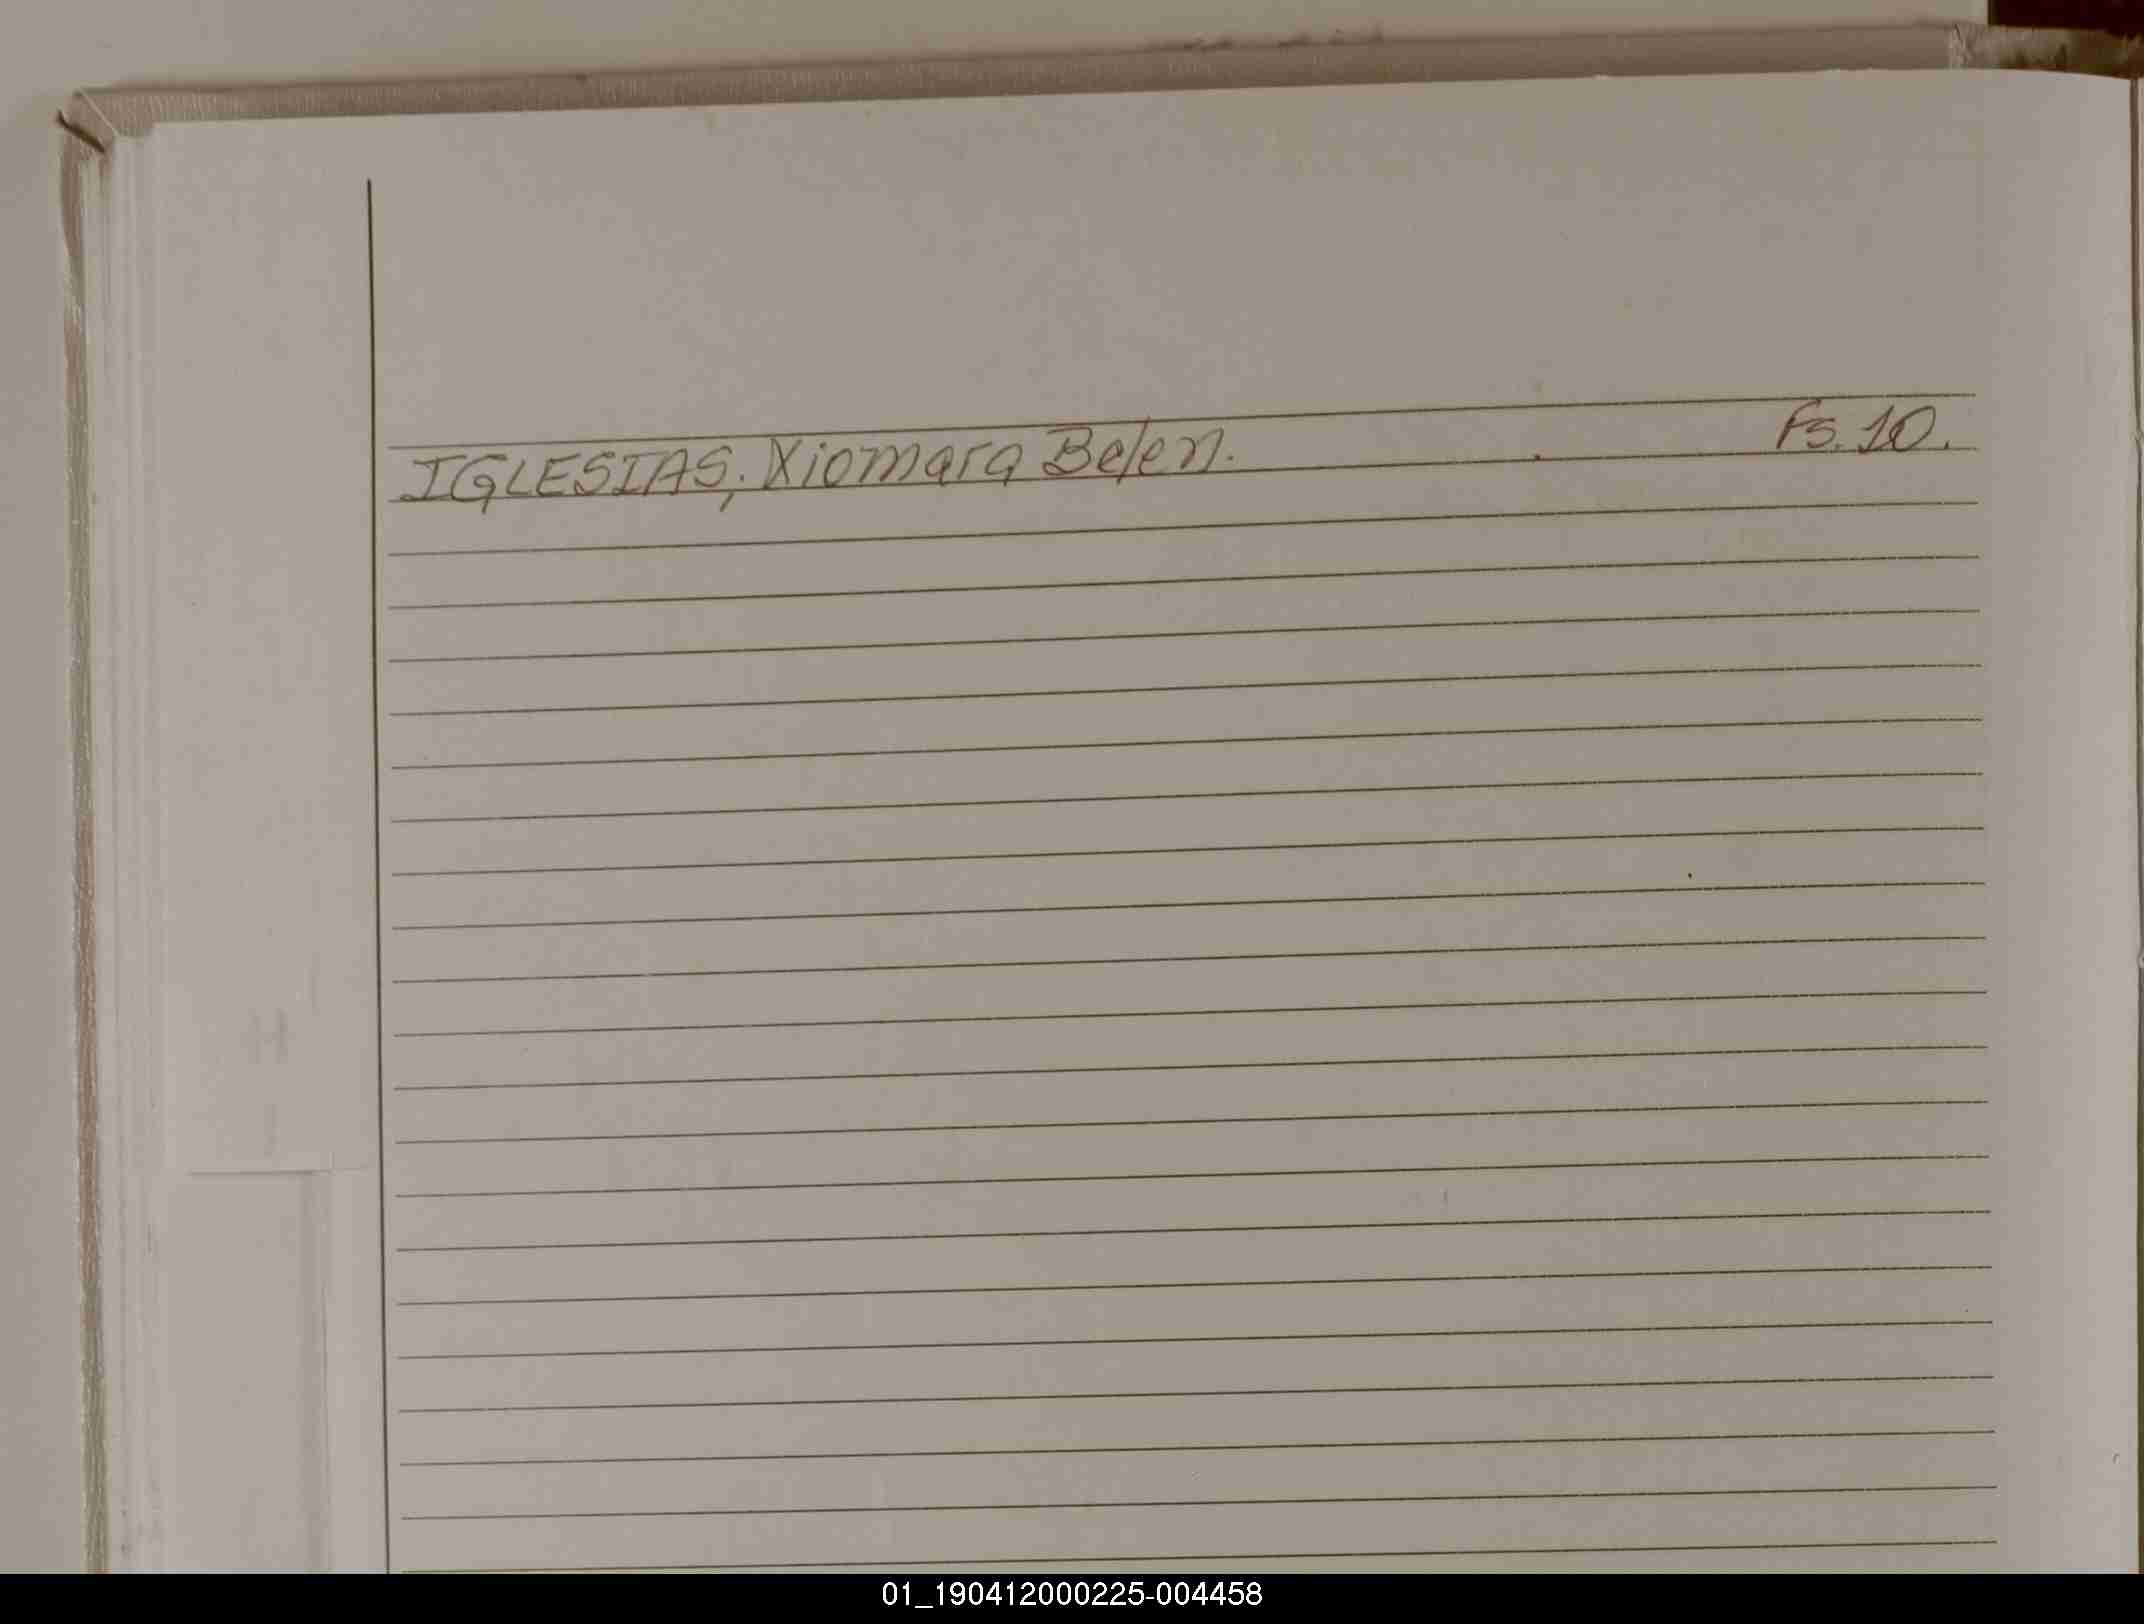 IGLESIAS, Xiomara Belen. Fs. 10.
01_190412000225-004458